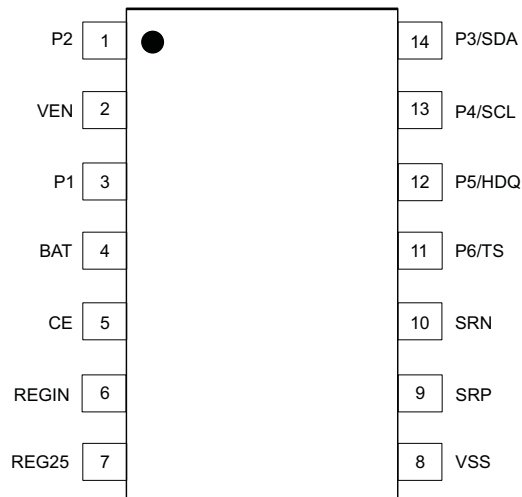 P2 1 14 P3/SDA
VEN 2 13 P4/SCL
P1 3 12 P5/HDQ
BAT 4 11 P6/TS
CE 5 10 SRN
REGIN 6 9 SRP
REG25 7 8 VSS